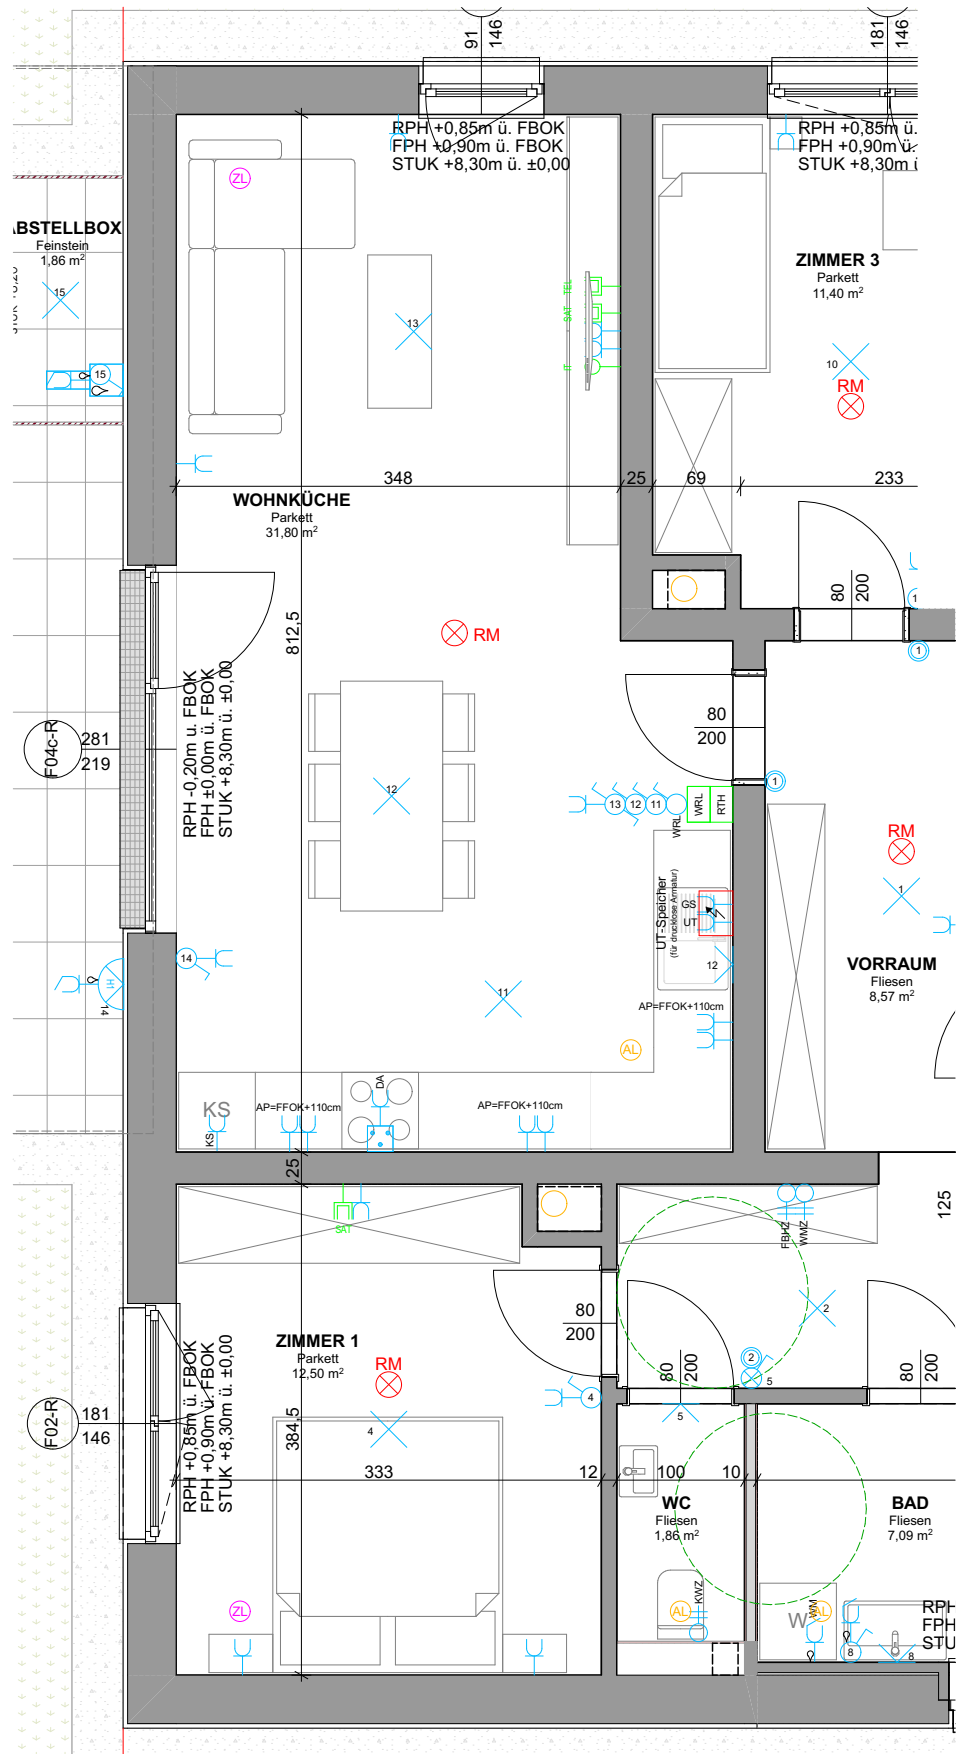 91
146
181
146
RPH +0,85m ü. FBOK
FPH +0,90m ü. FBOK
STUK +8,30m ü. ±0,00
RPH +0,85m ü.
FPH +0,90m ü.
STUK +8,30m ü
ZL
ABSTELLBOX
Feinstein
1,86 m²
15
15
ZIMMER 3
Parkett
11,40 m²
TEL
SAT
IT
13
10
RM
348
25
69
233
WOHNKÜCHE
Parkett
31,80 m²
80
200
1
1
812,5
RM
RPH -0,20m ü. FBOK
FPH ±0,00m ü. FBOK
STUK +8,30m ü. ±0,00
F04c-R
281
219
80
200
1
12
13
12
11
WRL
WRL
RTH
RM
1
UT-Speicher
(für drucklose Armatur)
GS
UT
12
14
H1
14
11
VORRAUM
Fliesen
8,57 m²
AP=FFOK+110cm
AL
KS
KS
AP=FFOK+110cm
DA
AP=FFOK+110cm
25
SAT
FBHZ
WMZ
125
2
80
200
ZIMMER 1
Parkett
12,50 m²
RM
4
4
RPH +0,85m ü. FBOK
FPH +0,90m ü. FBOK
STUK +8,30m ü. ±0,00
F02-R
181
146
384,5
80
200
2
5
5
80
200
333
12
100
10
WC
Fliesen
1,86 m²
BAD
Fliesen
7,09 m²
ZL
KWZ
AL
W
WM
AL
8
8
RPH
FPH
STU